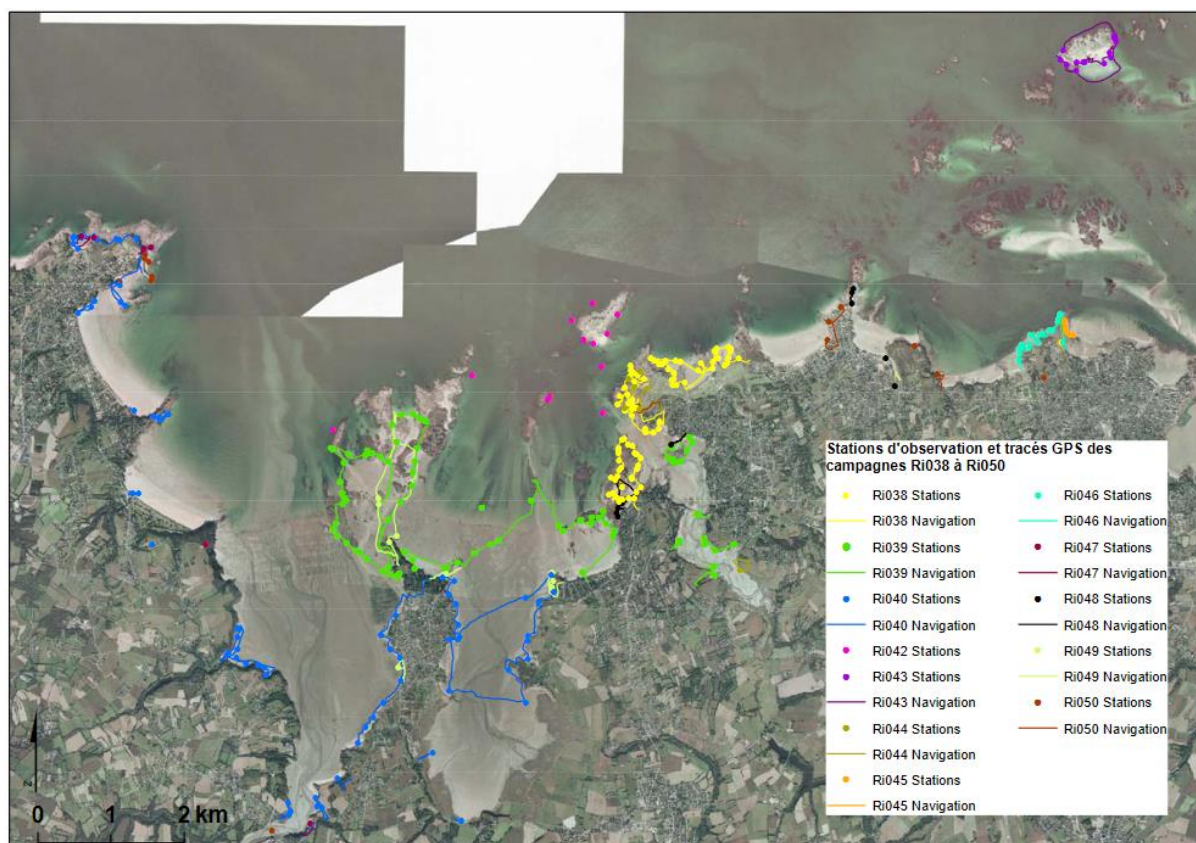 Stations d'observation et tracés GPS des
campagnes Ri038 à Ri050
Ri038 Stations
Ri038 Navigation
Ri039 Stations
Ri039 Navigation
Ri040 Stations
Ri040 Navigation
Ri042 Stations
Ri043 Stations
Ri043 Navigation
Ri044 Stations
Ri044 Navigation
Ri045 Stations
Ri045 Navigation
Ri046 Stations
Ri046 Navigation
Ri047 Stations
Ri047 Navigation
Ri048 Stations
Ri048 Navigation
Ri049 Stations
Ri049 Navigation
Ri050 Stations
Ri050 Navigation
0 1 2 km